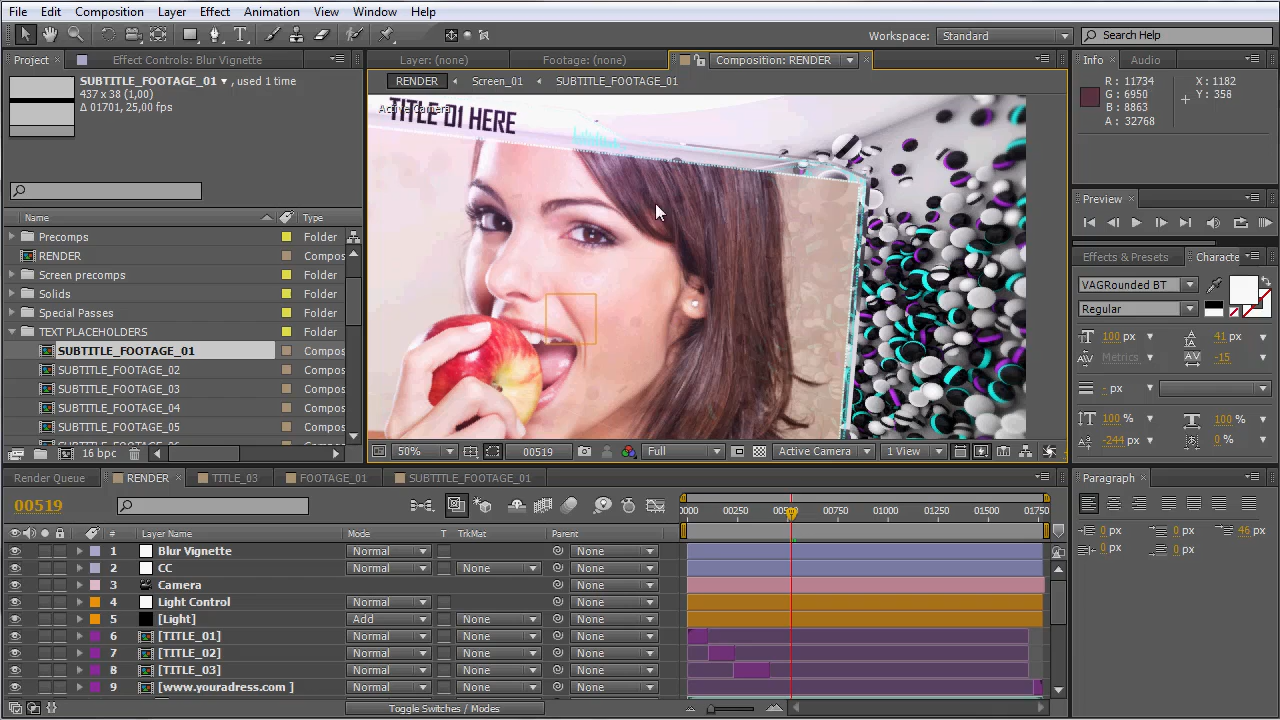 File Edit Composition Layer Effect Animation View Window Help
Workspace: Standard Search Help
Project Effect Controls: Blur Vignette
Layer: (none) Footage: (none) Composition: RENDER
Info Audio
SUBTITLE_FOOTAGE_01 , used 1 time
437 x 38 (1,00)
Δ 01701, 25,00 fps
RENDER Screen_01 SUBTITLE_FOOTAGE_01
R : 11734
G : 6950
B : 8863
A : 32768
X : 1182
Y : 358
Active Camera
TITLE 01 HERE
Name Type
Precomps Folder
RENDER Compos
Screen precomps Folder
Solids Folder
Special Passes Folder
TEXT PLACEHOLDERS Folder
SUBTITLE_FOOTAGE_01 Compos
SUBTITLE_FOOTAGE_02 Compos
SUBTITLE_FOOTAGE_03 Compos
SUBTITLE_FOOTAGE_04 Compos
SUBTITLE_FOOTAGE_05 Compos
16 bpc
50% 00519 Full Active Camera 1 View
Preview
Effects & Presets Characte
VAGRounded BT
Regular
100 px 41 px
Metrics -15
- px
100 % 100 %
-244 px 0 %
Render Queue RENDER TITLE_03 FOOTAGE_01 SUBTITLE_FOOTAGE_01
Paragraph
0 px 0 px 46 px
0 px 0 px
00519
0000 00250 00500 00750 01000 01250 01500 01750
# Layer Name Mode T TrkMat Parent
1 Blur Vignette Normal None
2 CC Normal None None
3 Camera None
4 Light Control Normal None
5 [Light] Add None None
6 [TITLE_01] Normal None None
7 [TITLE_02] Normal None None
8 [TITLE_03] Normal None None
9 [www.youradress.com ] Normal None None
Toggle Switches / Modes